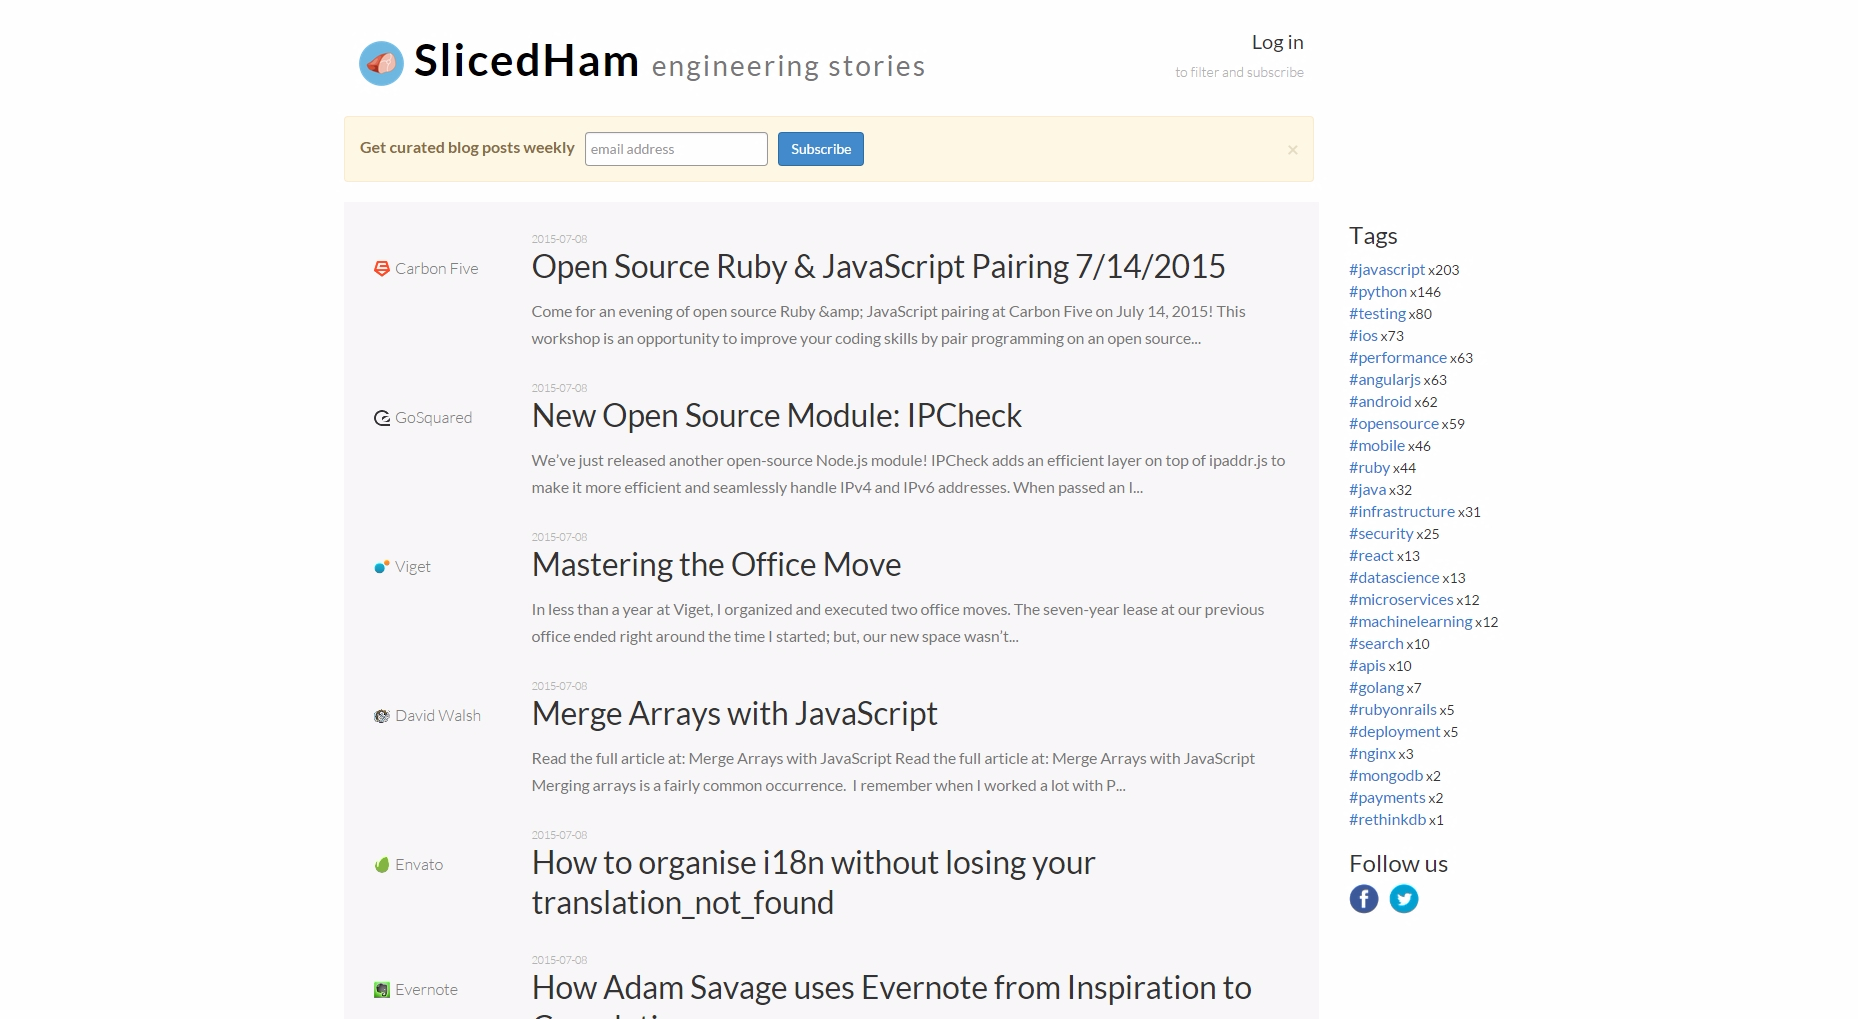 SlicedHam engineering stories
Log in
to filter and subscribe
Get curated blog posts weekly email address Subscribe ×
2015-07-08
Carbon Five
Open Source Ruby & JavaScript Pairing 7/14/2015
Come for an evening of open source Ruby &amp; JavaScript pairing at Carbon Five on July 14, 2015! This
workshop is an opportunity to improve your coding skills by pair programming on an open source...
2015-07-08
GoSquared
New Open Source Module: IPCheck
We’ve just released another open-source Node.js module! IPCheck adds an efficient layer on top of ipaddr.js to
make it more efficient and seamlessly handle IPv4 and IPv6 addresses. When passed an I...
2015-07-08
Viget
Mastering the Office Move
In less than a year at Viget, I organized and executed two office moves. The seven-year lease at our previous
office ended right around the time I started; but, our new space wasn’t...
2015-07-08
David Walsh
Merge Arrays with JavaScript
Read the full article at: Merge Arrays with JavaScript Read the full article at: Merge Arrays with JavaScript
Merging arrays is a fairly common occurrence.  I remember when I worked a lot with P...
2015-07-08
Envato
How to organise i18n without losing your
translation_not_found
2015-07-08
Evernote
How Adam Savage uses Evernote from Inspiration to
Tags
#javascript x203
#python x146
#testing x80
#ios x73
#performance x63
#angularjs x63
#android x62
#opensource x59
#mobile x46
#ruby x44
#java x32
#infrastructure x31
#security x25
#react x13
#datascience x13
#microservices x12
#machinelearning x12
#search x10
#apis x10
#golang x7
#rubyonrails x5
#deployment x5
#nginx x3
#mongodb x2
#payments x2
#rethinkdb x1
Follow us